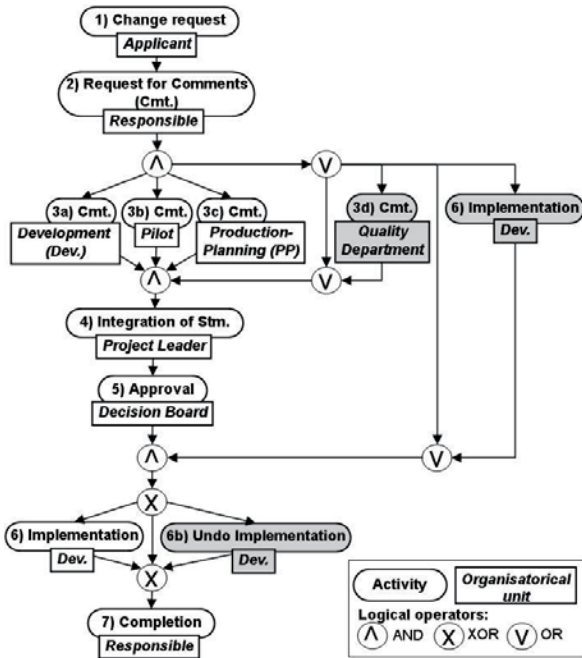 1) Change request
Applicant
2) Request for Comments
(Cmt.)
Responsible
Λ
V
3a) Cmt.
3b) Cmt.
3c) Cmt.
3d) Cmt.
6) Implementation
Development
(Dev.)
Pilot
Production-
Planning (PP)
Quality
Department
Dev.
Λ
V
4) Integration of Stm.
Project Leader
5) Approval
Decision Board
Λ
V
X
6) Implementation
6b) Undo Implementation
Dev.
Dev.
X
7) Completion
Responsible
Activity
Organisatorical
unit
Logical operators:
Λ AND X XOR V OR